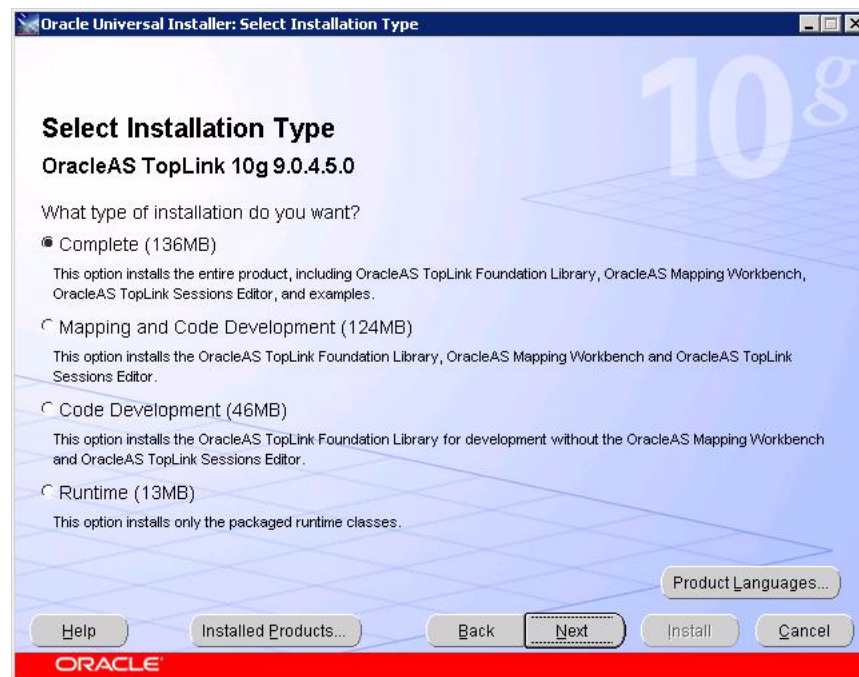 Oracle Universal Installer: Select Installation Type
10g
Select Installation Type
OracleAS TopLink 10g 9.0.4.5.0
What type of installation do you want?
Complete (136MB)
This option installs the entire product, including OracleAS TopLink Foundation Library, OracleAS Mapping Workbench,
OracleAS TopLink Sessions Editor, and examples.
Mapping and Code Development (124MB)
This option installs the OracleAS TopLink Foundation Library, OracleAS Mapping Workbench and OracleAS TopLink
Sessions Editor.
Code Development (46MB)
This option installs the OracleAS TopLink Foundation Library for development without the OracleAS Mapping Workbench
and OracleAS TopLink Sessions Editor.
Runtime (13MB)
This option installs only the packaged runtime classes.
Product Languages...
Help Installed Products... Back Next Install Cancel
ORACLE